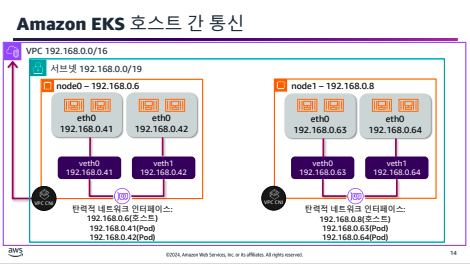 Amazon EKS 호스트 간 통신
VPC 192.168.0.0/16
서브넷 192.168.0.0/19
node0 – 192.168.0.6
eth0
192.168.0.41
eth0
192.168.0.42
veth0
192.168.0.41
veth1
192.168.0.42
VPC CNI
탄력적 네트워크 인터페이스:
192.168.0.6(호스트)
192.168.0.41(Pod)
192.168.0.42(Pod)
node1 – 192.168.0.8
eth0
192.168.0.63
eth0
192.168.0.64
veth0
192.168.0.63
veth1
192.168.0.64
VPC CNI
탄력적 네트워크 인터페이스:
192.168.0.8(호스트)
192.168.0.63(Pod)
192.168.0.64(Pod)
aws
©2024, Amazon Web Services, Inc. or its affiliates. All rights reserved.
14